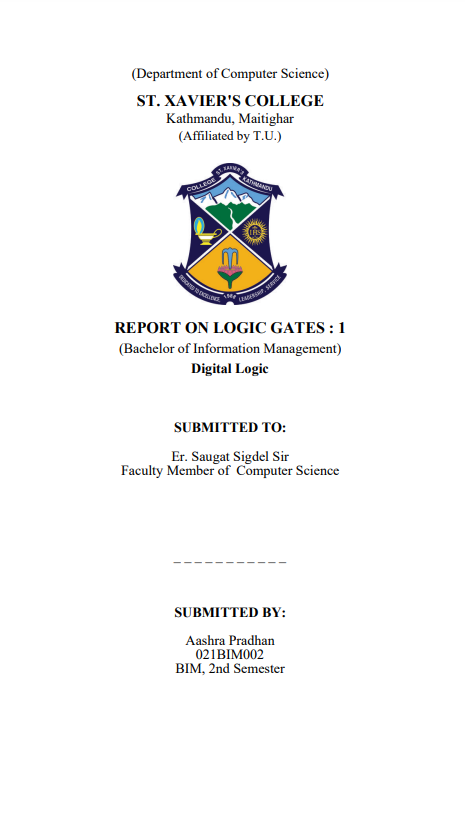 (Department of Computer Science)
ST. XAVIER'S COLLEGE
Kathmandu, Maitighar
(Affiliated by T.U.)
ST. XAVIER'S
COLLEGE KATHMANDU
IHS
DEDICATED TO EXCELLENCE 1988 LEADERSHIP - SERVICE
REPORT ON LOGIC GATES : 1
(Bachelor of Information Management)
Digital Logic
SUBMITTED TO:
Er. Saugat Sigdel Sir
Faculty Member of Computer Science
_ _ _ _ _ _ _ _ _ _ _
SUBMITTED BY:
Aashra Pradhan
021BIM002
BIM, 2nd Semester